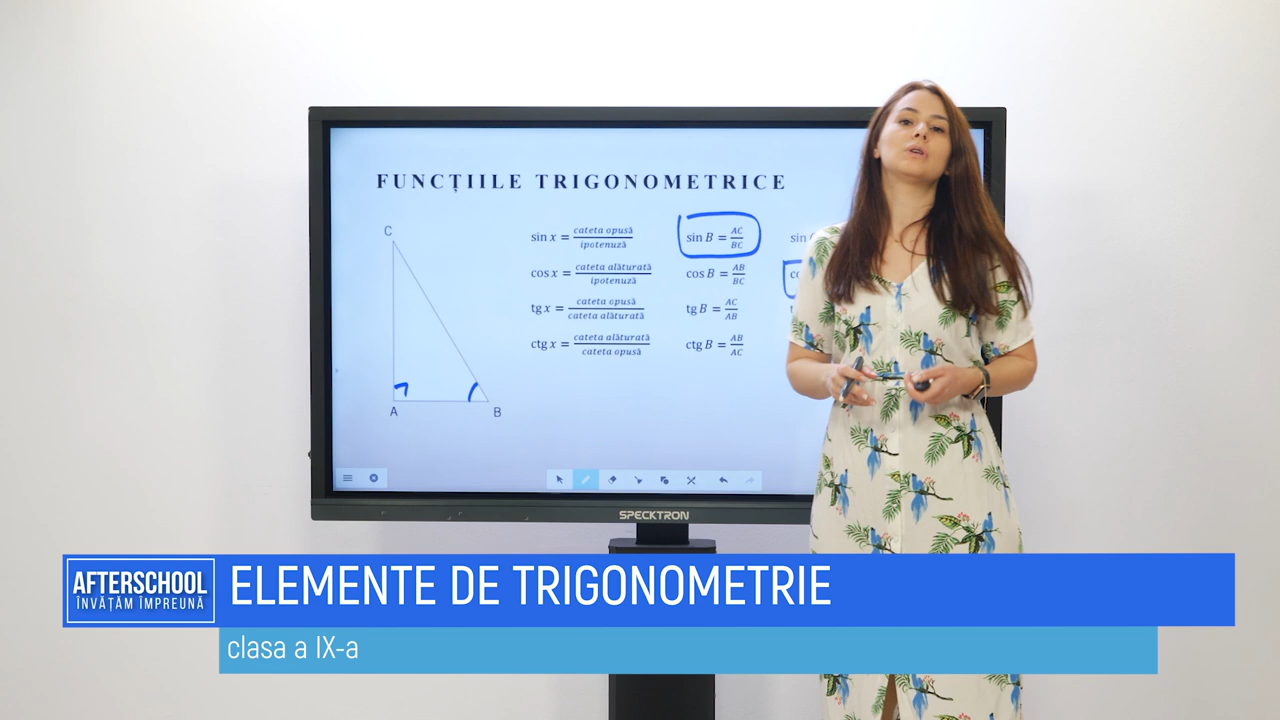 FUNCȚIILE TRIGONOMETRICE
C
A
B
sin x = cateta opusă / ipotenuză
sin B = AC / BC
sin
cos x = cateta alăturată / ipotenuză
cos B = AB / BC
tg x = cateta opusă / cateta alăturată
tg B = AC / AB
ctg x = cateta alăturată / cateta opusă
ctg B = AB / AC
SPECKTRON
AFTERSCHOOL
ÎNVĂȚĂM ÎMPREUNĂ
ELEMENTE DE TRIGONOMETRIE
clasa a IX-a